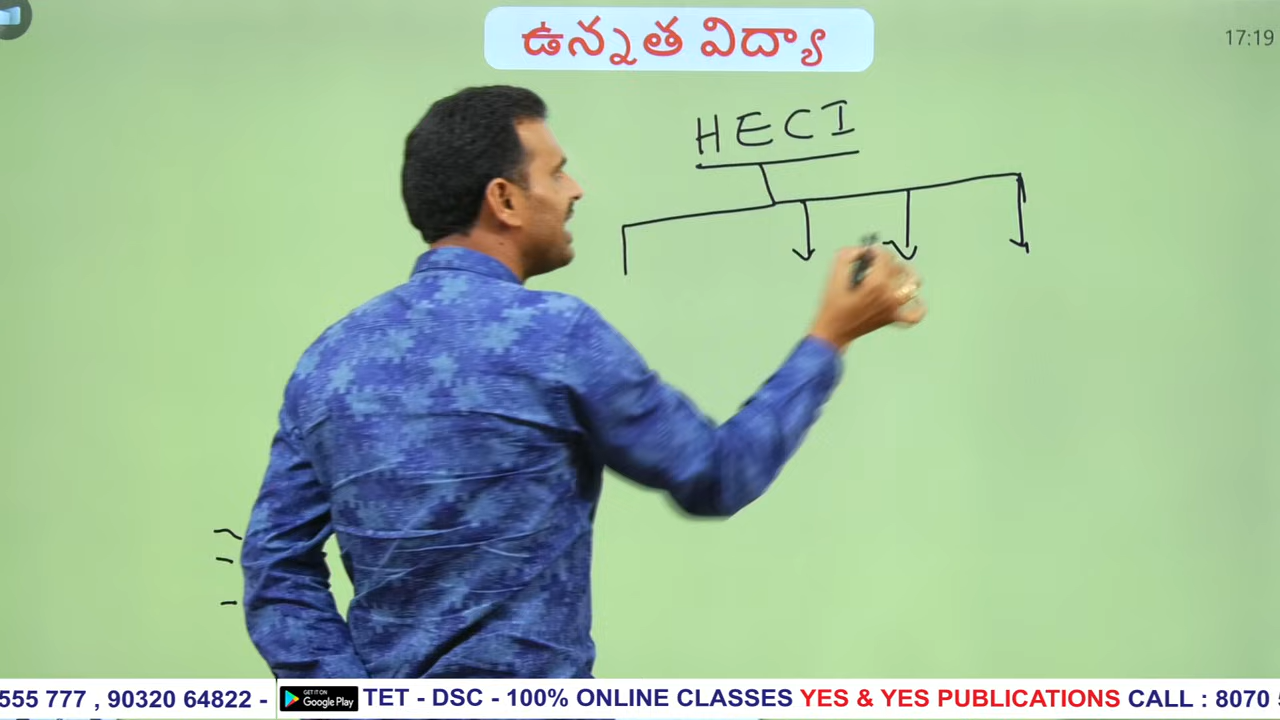 ఉన్నత విద్యా
17:19
HECI
555 777 , 90320 64822 - GET IT ON Google Play TET - DSC - 100% ONLINE CLASSES YES & YES PUBLICATIONS CALL : 8070